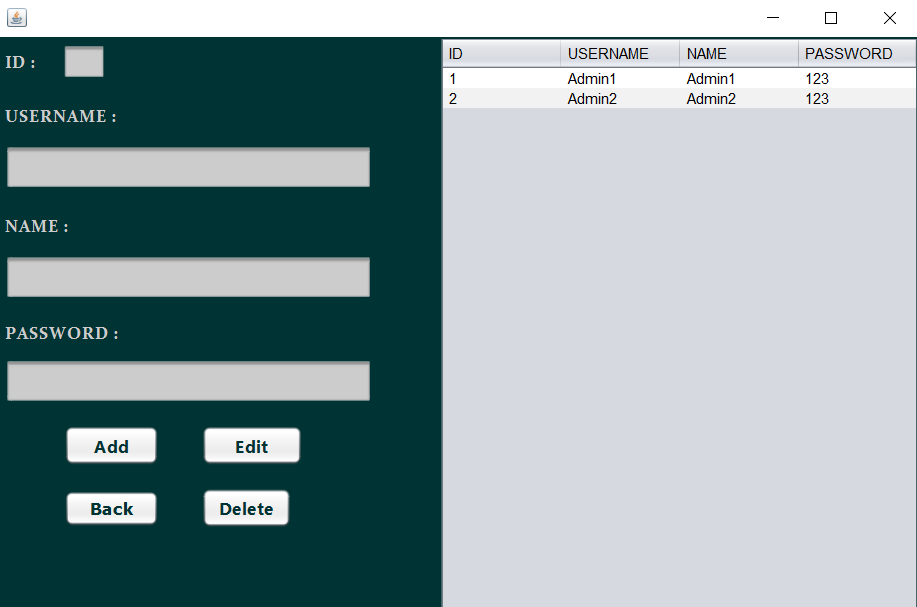 ID :
USERNAME :
NAME :
PASSWORD :
Add Edit
Back Delete
ID USERNAME NAME PASSWORD
1 Admin1 Admin1 123
2 Admin2 Admin2 123